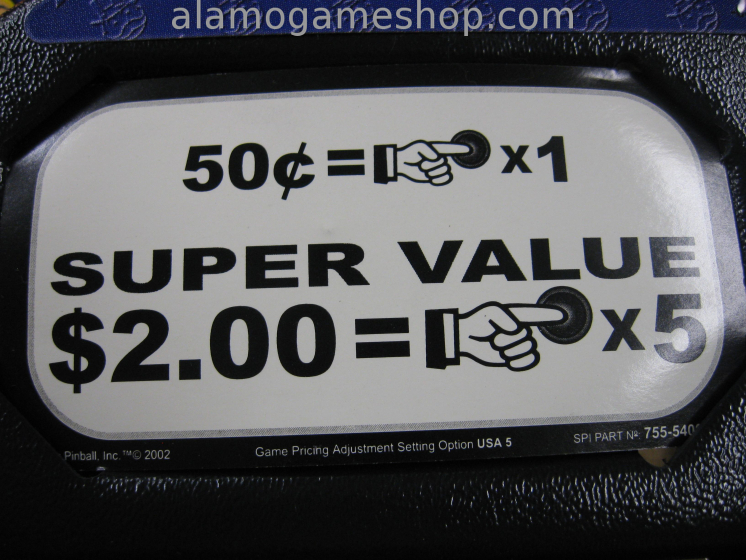 alamogameshop.com
50¢= x1
SUPER VALUE
$2.00= x5
Pinball, Inc. ™© 2002
Game Pricing Adjustment Setting Option USA 5
SPI PART Nº: 755-540